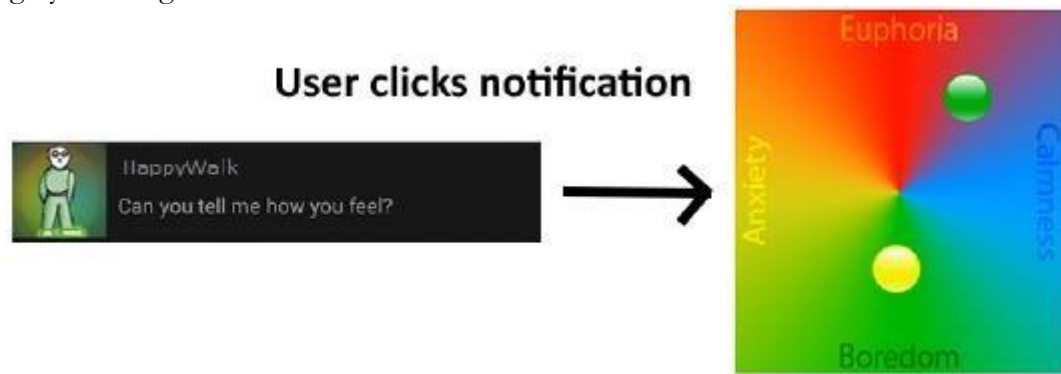 User clicks notification
HappyWalk
Can you tell me how you feel?
Euphoria
Anxiety
Calmness
Boredom